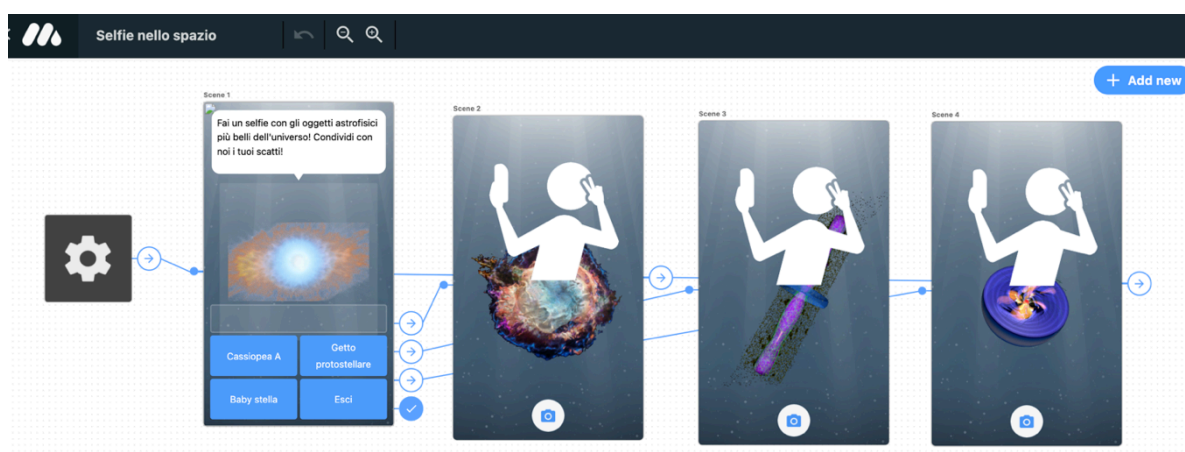 Selfie nello spazio
+ Add new
Scene 1
Fai un selfie con gli oggetti astrofisici
più belli dell'universo! Condividi con
noi i tuoi scatti!
Cassiopea A
Getto
protostellare
Baby stella
Esci
Scene 2
Scene 3
Scene 4